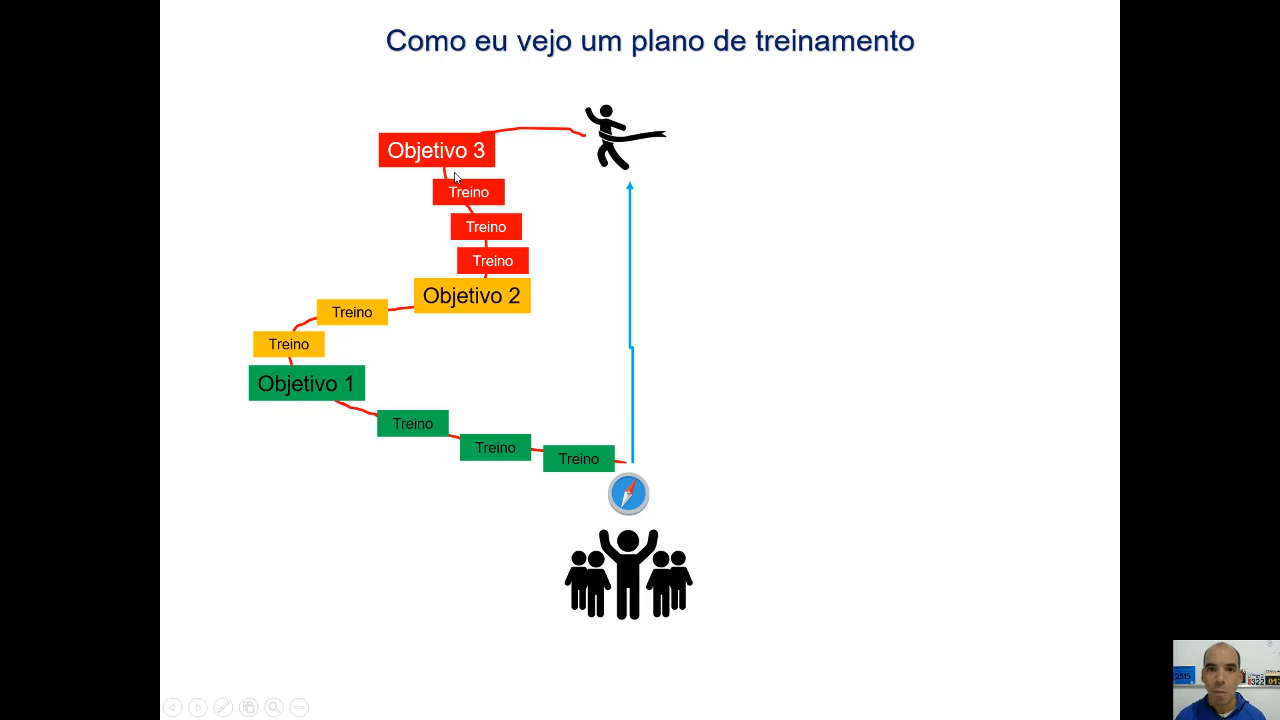 Como eu vejo um plano de treinamento
Objetivo 3
Treino
Treino
Treino
Objetivo 2
Treino
Treino
Objetivo 1
Treino
Treino
Treino
2515